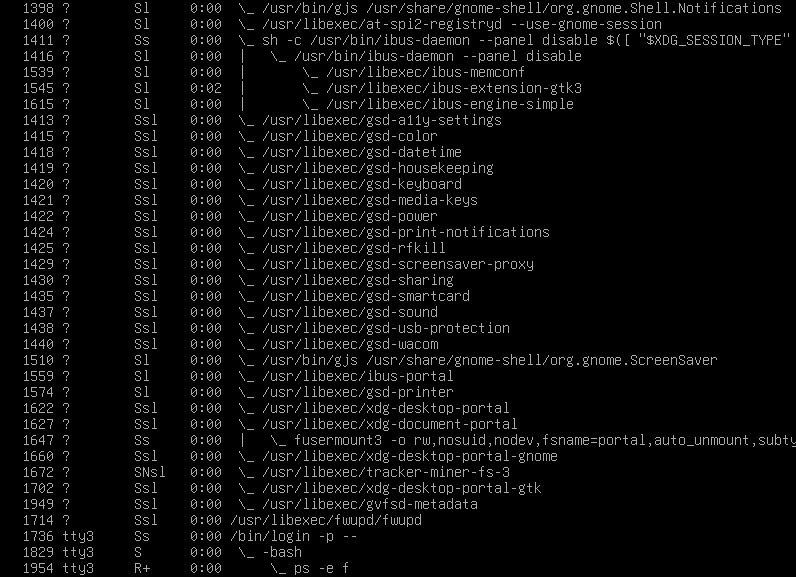 1398 ?        Sl     0:00  \_ /usr/bin/gjs /usr/share/gnome-shell/org.gnome.Shell.Notifications
1400 ?        Sl     0:00  \_ /usr/libexec/at-spi2-registryd --use-gnome-session
1411 ?        Ss     0:00  \_ sh -c /usr/bin/ibus-daemon --panel disable $([ "$XDG_SESSION_TYPE"
1416 ?        Sl     0:00  |   \_ /usr/bin/ibus-daemon --panel disable
1539 ?        Sl     0:00  |       \_ /usr/libexec/ibus-memconf
1545 ?        Sl     0:02  |       \_ /usr/libexec/ibus-extension-gtk3
1615 ?        Sl     0:00  |       \_ /usr/libexec/ibus-engine-simple
1413 ?        Ssl    0:00  \_ /usr/libexec/gsd-a11y-settings
1415 ?        Ssl    0:00  \_ /usr/libexec/gsd-color
1418 ?        Ssl    0:00  \_ /usr/libexec/gsd-datetime
1419 ?        Ssl    0:00  \_ /usr/libexec/gsd-housekeeping
1420 ?        Ssl    0:00  \_ /usr/libexec/gsd-keyboard
1421 ?        Ssl    0:00  \_ /usr/libexec/gsd-media-keys
1422 ?        Ssl    0:00  \_ /usr/libexec/gsd-power
1424 ?        Ssl    0:00  \_ /usr/libexec/gsd-print-notifications
1425 ?        Ssl    0:00  \_ /usr/libexec/gsd-rfkill
1429 ?        Ssl    0:00  \_ /usr/libexec/gsd-screensaver-proxy
1430 ?        Ssl    0:00  \_ /usr/libexec/gsd-sharing
1435 ?        Ssl    0:00  \_ /usr/libexec/gsd-smartcard
1437 ?        Ssl    0:00  \_ /usr/libexec/gsd-sound
1438 ?        Ssl    0:00  \_ /usr/libexec/gsd-usb-protection
1440 ?        Ssl    0:00  \_ /usr/libexec/gsd-wacom
1510 ?        Sl     0:00  \_ /usr/bin/gjs /usr/share/gnome-shell/org.gnome.ScreenSaver
1559 ?        Sl     0:00  \_ /usr/libexec/ibus-portal
1574 ?        Sl     0:00  \_ /usr/libexec/gsd-printer
1622 ?        Ssl    0:00  \_ /usr/libexec/xdg-desktop-portal
1627 ?        Ssl    0:00  \_ /usr/libexec/xdg-document-portal
1647 ?        Ss     0:00  |   \_ fusermount3 -o rw,nosuid,nodev,fsname=portal,auto_unmount,subty
1660 ?        Ssl    0:00  \_ /usr/libexec/xdg-desktop-portal-gnome
1672 ?        SNsl   0:00  \_ /usr/libexec/tracker-miner-fs-3
1702 ?        Ssl    0:00  \_ /usr/libexec/xdg-desktop-portal-gtk
1949 ?        Ssl    0:00  \_ /usr/libexec/gvfsd-metadata
1714 ?        Ssl    0:00 /usr/libexec/fwupd/fwupd
1736 tty3     Ss     0:00 /bin/login -p --
1829 tty3     S      0:00  \_ -bash
1954 tty3     R+     0:00      \_ ps -e f